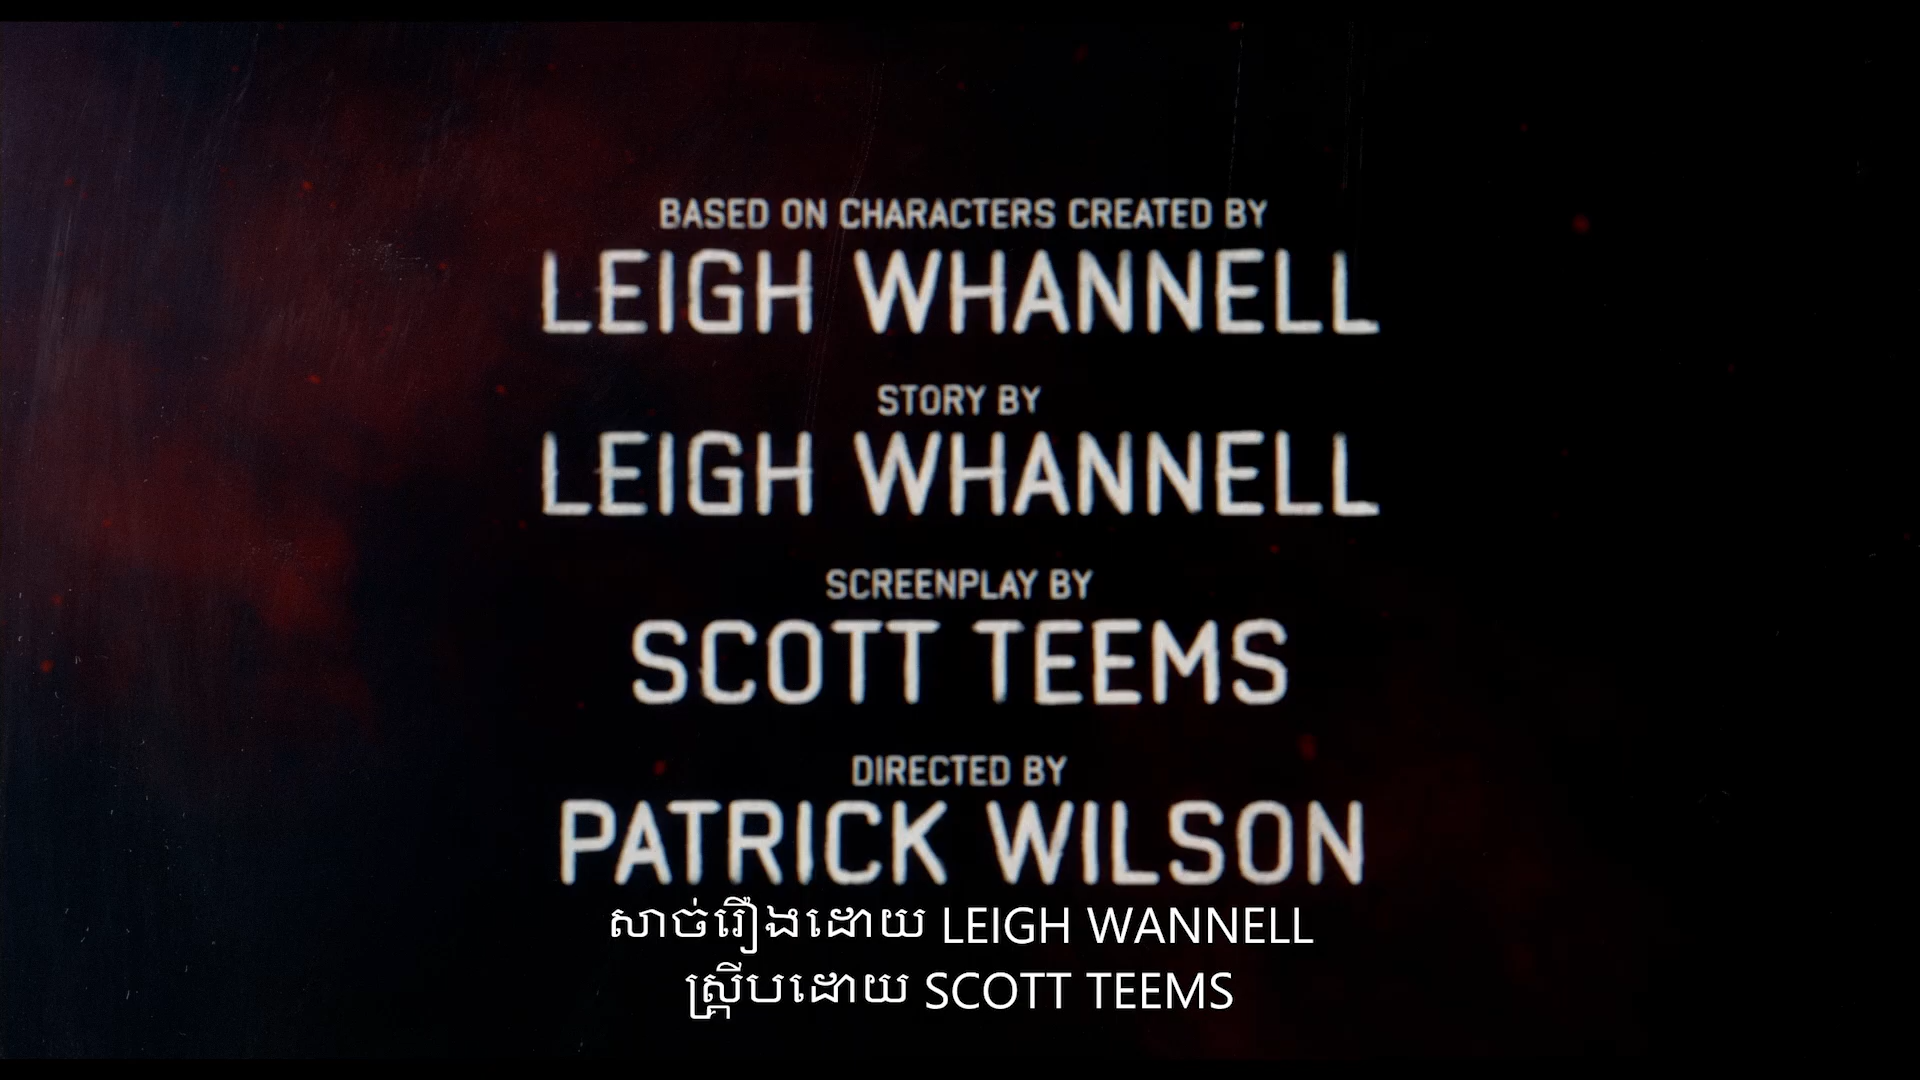 BASED ON CHARACTERS CREATED BY
LEIGH WHANNELL
STORY BY
LEIGH WHANNELL
SCREENPLAY BY
SCOTT TEEMS
DIRECTED BY
PATRICK WILSON
សាច់រឿងដោយ LEIGH WANNELL
ស្គ្រីបដោយ SCOTT TEEMS